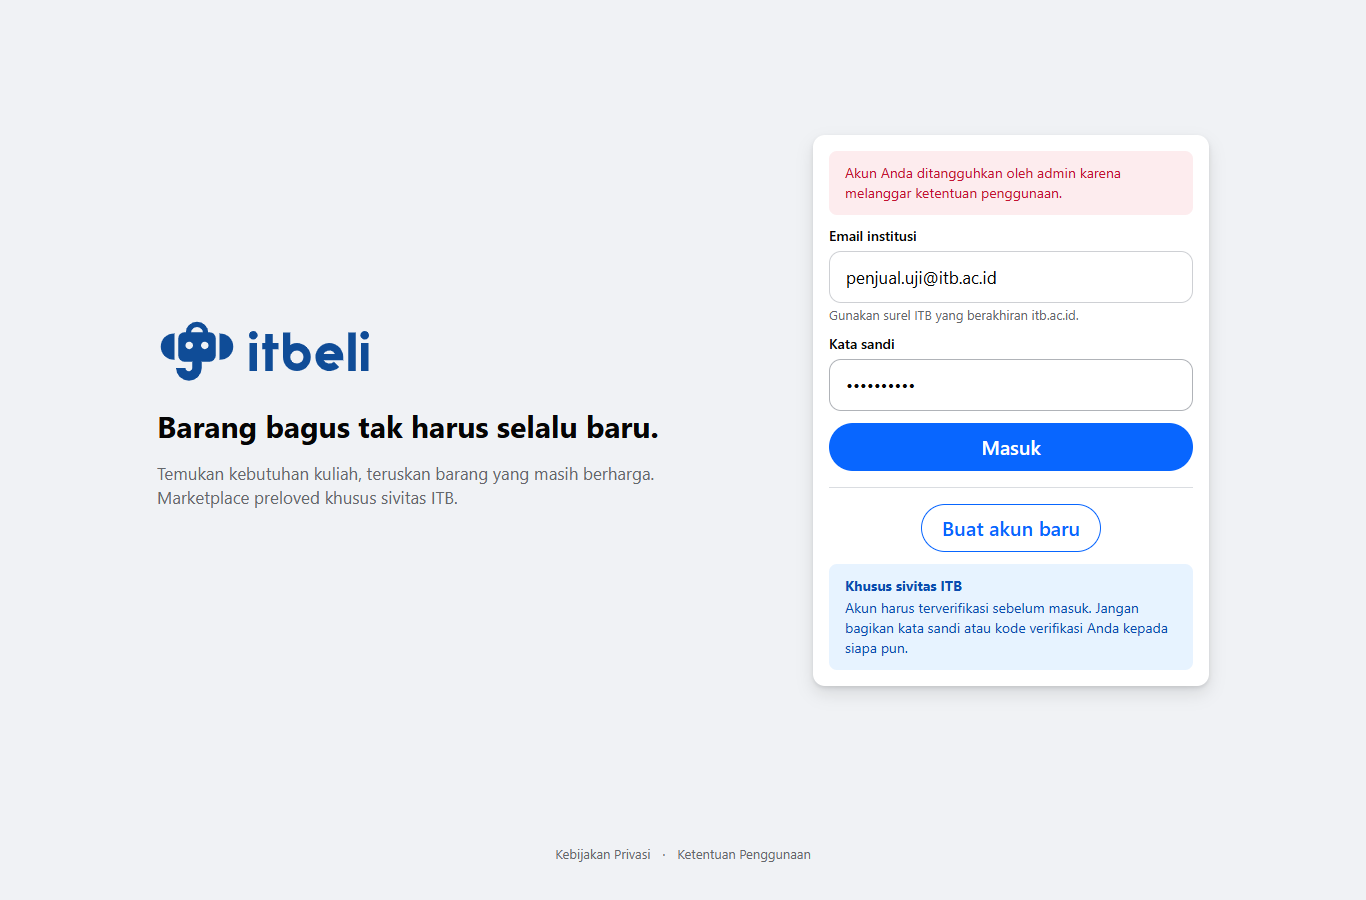 itbeli
Barang bagus tak harus selalu baru.
Temukan kebutuhan kuliah, teruskan barang yang masih berharga.
Marketplace preloved khusus sivitas ITB.
Akun Anda ditangguhkan oleh admin karena
melanggar ketentuan penggunaan.
Email institusi
penjual.uji@itb.ac.id
Gunakan surel ITB yang berakhiran itb.ac.id.
Kata sandi
••••••••••
Masuk
Buat akun baru
Khusus sivitas ITB
Akun harus terverifikasi sebelum masuk. Jangan
bagikan kata sandi atau kode verifikasi Anda kepada
siapa pun.
Kebijakan Privasi · Ketentuan Penggunaan